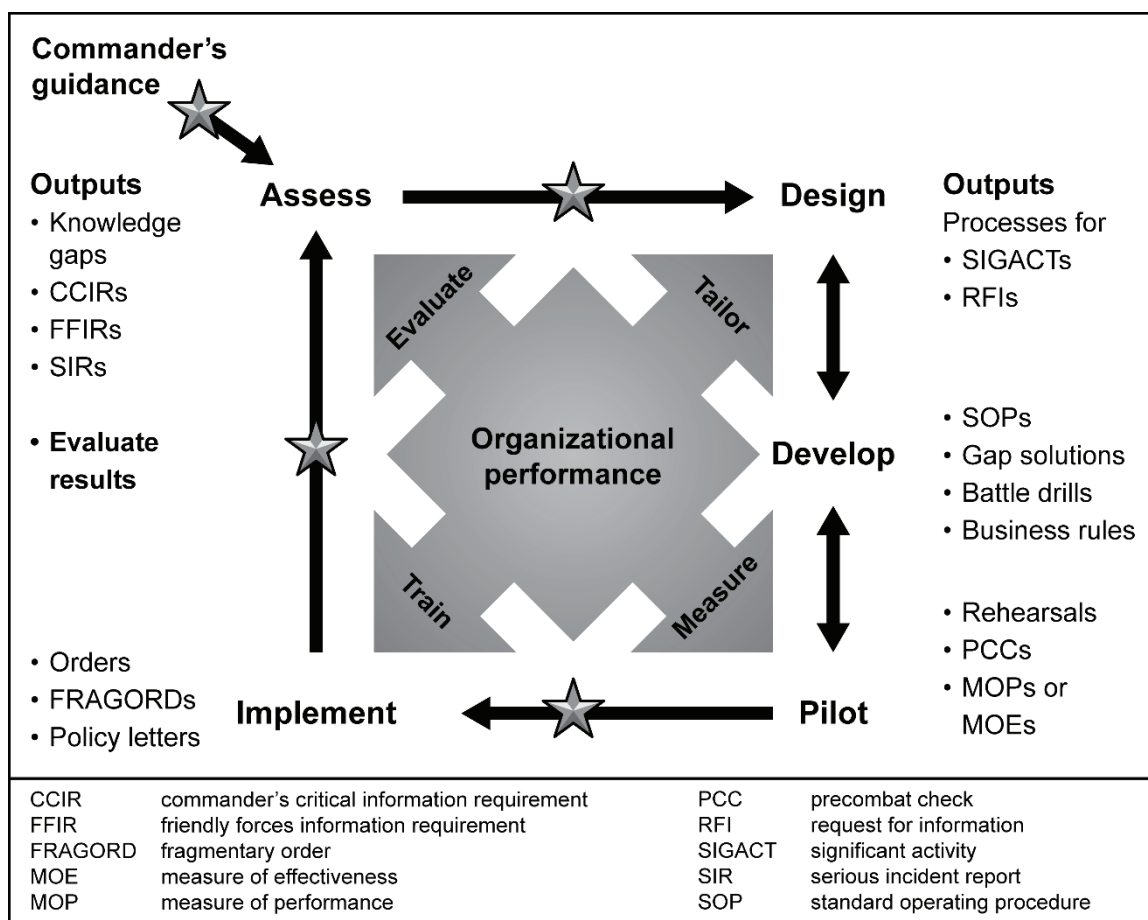 Commander's
guidance
Outputs
• Knowledge
gaps
• CCIRs
• FFIRs
• SIRs
• Evaluate
results
• Orders
• FRAGORDs
• Policy letters
Assess
Design
Develop
Pilot
Implement
Evaluate
Tailor
Organizational
performance
Train
Measure
Outputs
Processes for
• SIGACTs
• RFIs
• SOPs
• Gap solutions
• Battle drills
• Business rules
• Rehearsals
• PCCs
• MOPs or
MOEs
CCIR commander's critical information requirement
FFIR friendly forces information requirement
FRAGORD fragmentary order
MOE measure of effectiveness
MOP measure of performance
PCC precombat check
RFI request for information
SIGACT significant activity
SIR serious incident report
SOP standard operating procedure